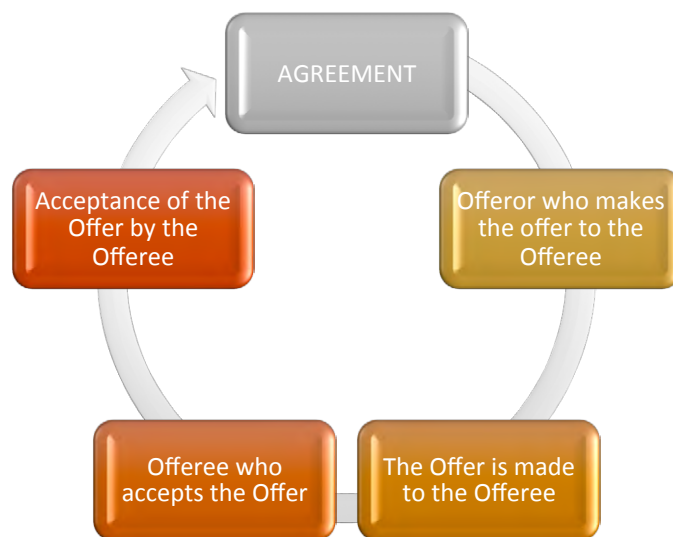 AGREEMENT
Offeror who makes
the offer to the
Offeree
The Offer is made
to the Offeree
Offeree who
accepts the Offer
Acceptance of the
Offer by the
Offeree